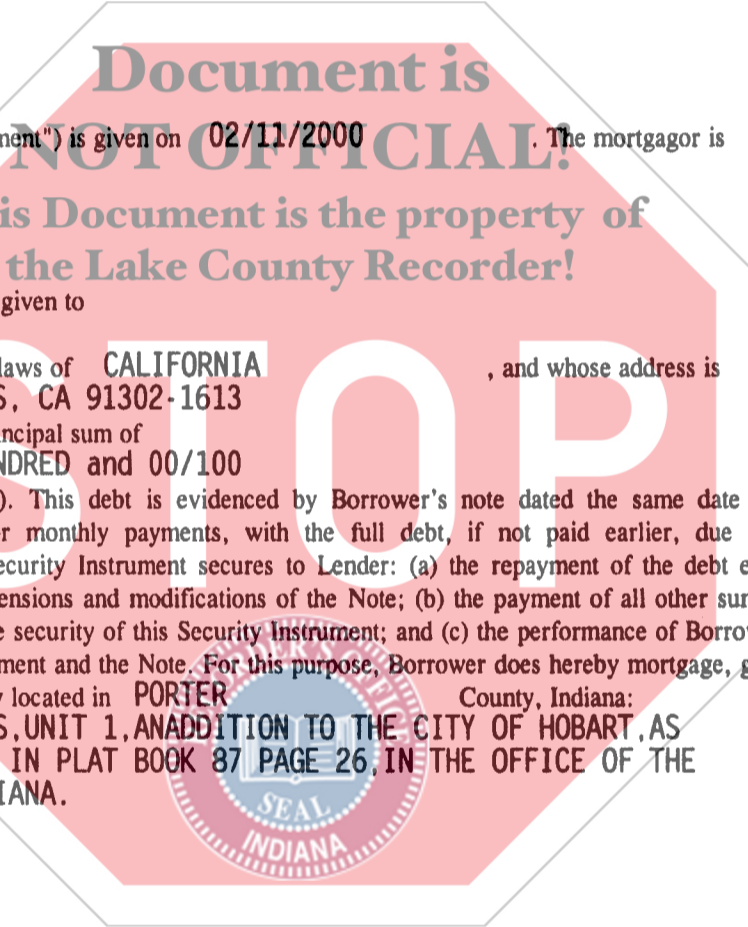 Document is
ment") is given on 02/11/2000 . The mortgagor is
NOT OFFICIAL!
is Document is the property of
the Lake County Recorder!
given to
laws of CALIFORNIA , and whose address is
S, CA 91302-1613
ncipal sum of
NDRED and 00/100
STOP
). This debt is evidenced by Borrower's note dated the same date
r monthly payments, with the full debt, if not paid earlier, due
ecurity Instrument secures to Lender: (a) the repayment of the debt e
ensions and modifications of the Note; (b) the payment of all other sur
e security of this Security Instrument; and (c) the performance of Borro
ment and the Note. For this purpose, Borrower does hereby mortgage, g
y located in PORTER County, Indiana:
S,UNIT 1,ANADDITION TO THE CITY OF HOBART,AS
IN PLAT BOOK 87 PAGE 26,IN THE OFFICE OF THE
IANA.
RECORDER'S OFFICE
SEAL
INDIANA